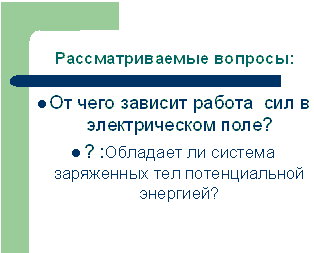 Рассматриваемые вопросы:
● От чего зависит работа сил в
электрическом поле?
● ? :Обладает ли система
заряженных тел потенциальной
энергией?